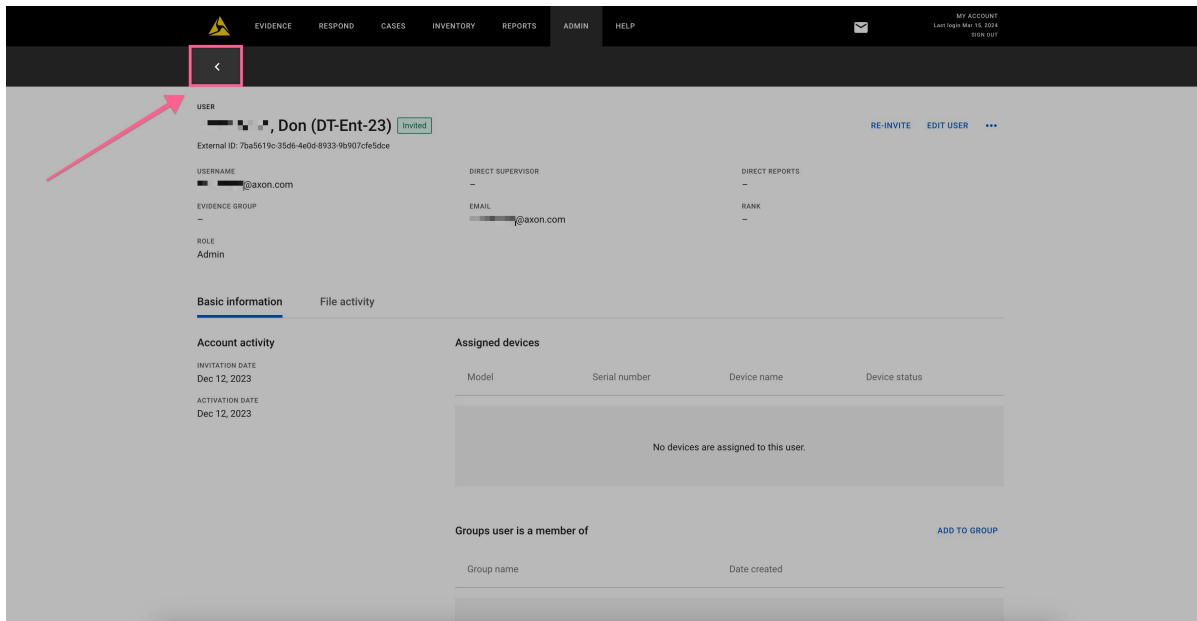 EVIDENCE RESPOND CASES INVENTORY REPORTS ADMIN HELP
MY ACCOUNT
Last login Mar 15, 2024
SIGN OUT
USER
, Don (DT-Ent-23) Invited
RE-INVITE EDIT USER •••
External ID: 7ba5619c-35d6-4e0d-8933-9b907cfe5dce
USERNAME DIRECT SUPERVISOR DIRECT REPORTS
@axon.com – –
EVIDENCE GROUP EMAIL RANK
– @axon.com –
ROLE
Admin
Basic information File activity
Account activity
INVITATION DATE
Dec 12, 2023
ACTIVATION DATE
Dec 12, 2023
Assigned devices
Model Serial number Device name Device status
No devices are assigned to this user.
Groups user is a member of ADD TO GROUP
Group name Date created